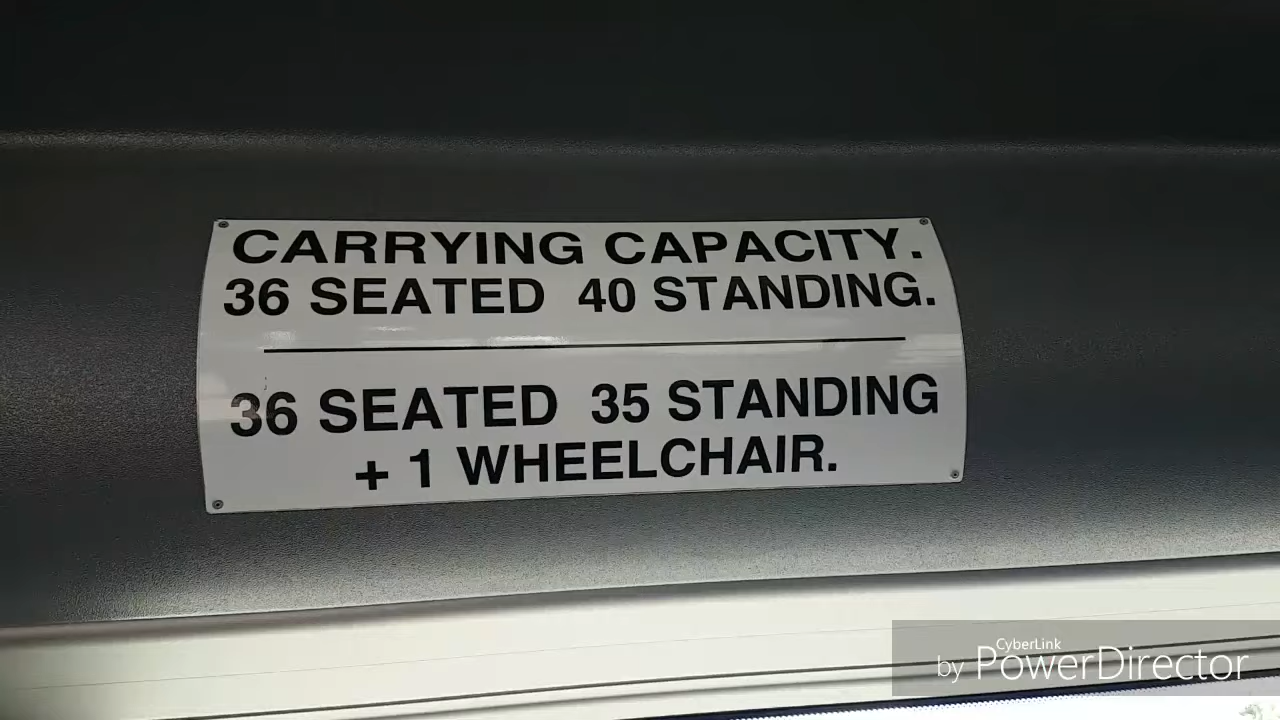 CARRYING CAPACITY.
36 SEATED 40 STANDING.
36 SEATED 35 STANDING
+ 1 WHEELCHAIR.
CyberLink
by PowerDirector